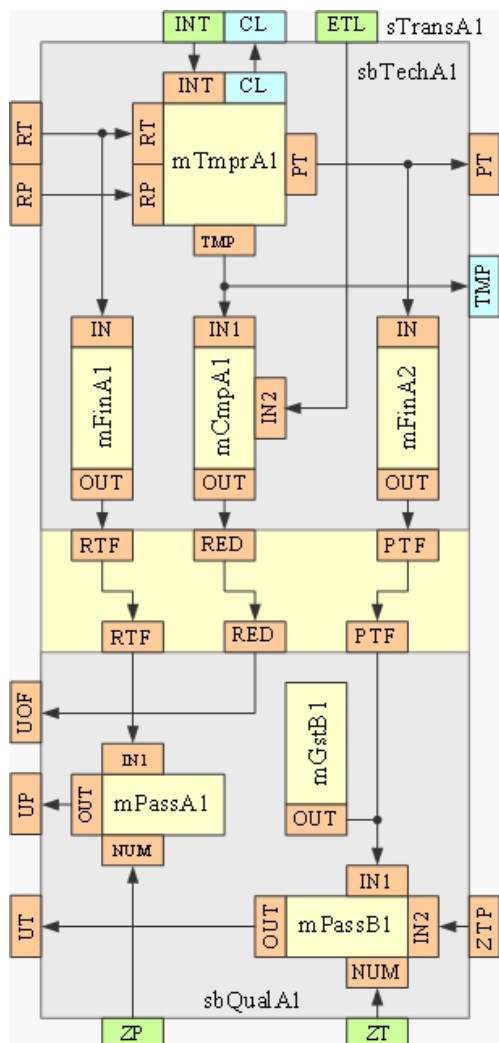 INT CL ETL sTransA1
sbTechA1
INT CL
RT RT
mTmprA1
PT PT
RP RP
TMP
TMP
IN IN1 IN
mFinA1 mCmpA1 IN2 mFinA2
OUT OUT OUT
RTF RED PTF
RTF RED PTF
UOF
mGstB1
IN1
UP OUT mPassA1
OUT
NUM
IN1
UT OUT mPassB1 IN2 ZTP
NUM
sbQualA1
ZP ZT